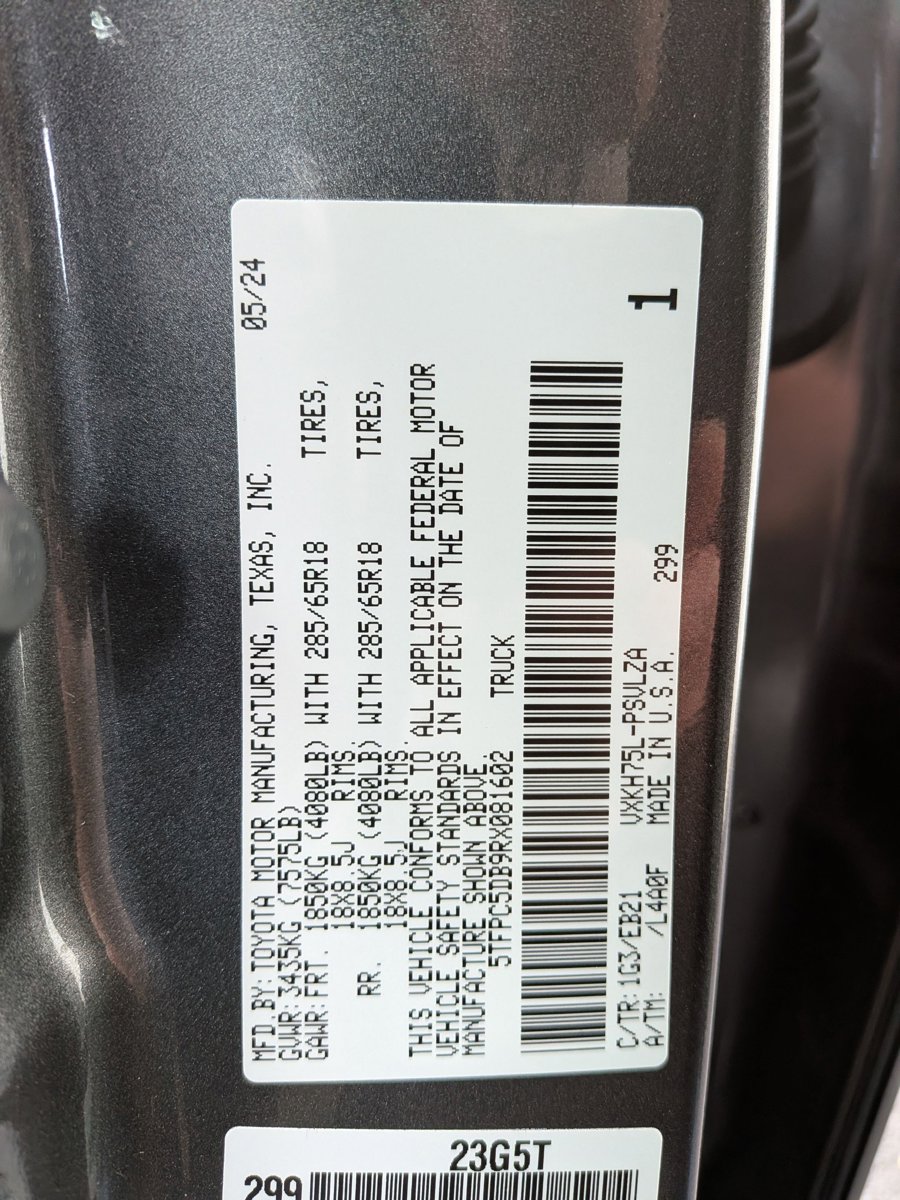 MFD.BY:TOYOTA MOTOR MANUFACTURING, TEXAS, INC. 05/24
GVWR:3435KG (7575LB)
GAWR:FRT. 1850KG (4080LB) WITH 285/65R18 TIRES,
18X8.5J RIMS.
RR. 1850KG (4080LB) WITH 285/65R18 TIRES,
18X8.5J RIMS.
THIS VEHICLE CONFORMS TO ALL APPLICABLE FEDERAL MOTOR
VEHICLE SAFETY STANDARDS IN EFFECT ON THE DATE OF
MANUFACTURE SHOWN ABOVE.
5TFPC5DB9RX081602 TRUCK
C/TR:1G3/EB21 VXKH75L-PSVLZA 1
A/TM: /L4A0F MADE IN U.S.A. 299
23G5T
299